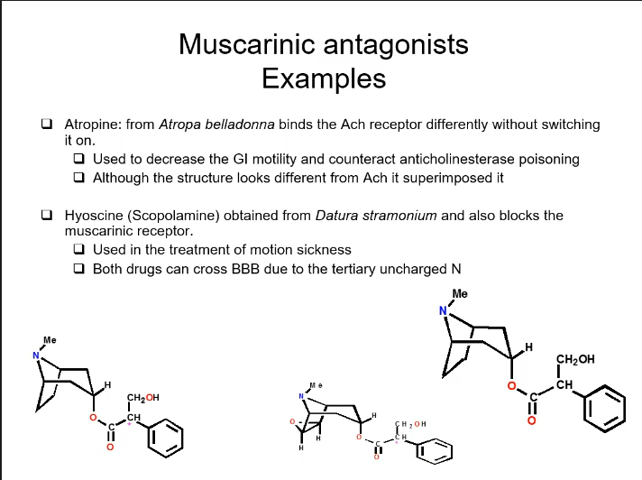 Muscarinic antagonists
Examples
❑ Atropine: from Atropa belladonna binds the Ach receptor differently without switching
it on.
❑ Used to decrease the GI motility and counteract anticholinesterase poisoning
❑ Although the structure looks different from Ach it superimposed it
❑ Hyoscine (Scopolamine) obtained from Datura stramonium and also blocks the
muscarinic receptor.
❑ Used in the treatment of motion sickness
❑ Both drugs can cross BBB due to the tertiary uncharged N
Me
N
H
CH2OH
O
C
CH
*
O
Me
N
O
H
H
H
CH2OH
O
C
CH
*
O
Me
N
H
CH2OH
O
C
CH
O